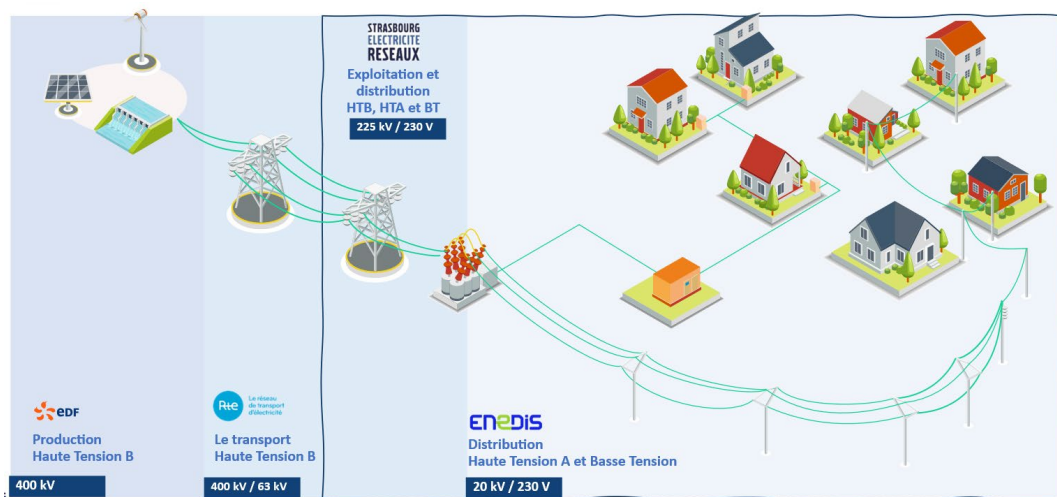 STRASBOURG
ELECTRICITE
RESEAUX
Exploitation et
distribution
HTB, HTA et BT
225 kV / 230 V
eDF
Production
Haute Tension B
400 kV
Rte
Le réseau
de transport
d'électricité
Le transport
Haute Tension B
400 kV / 63 kV
ENEDIS
Distribution
Haute Tension A et Basse Tension
20 kV / 230 V